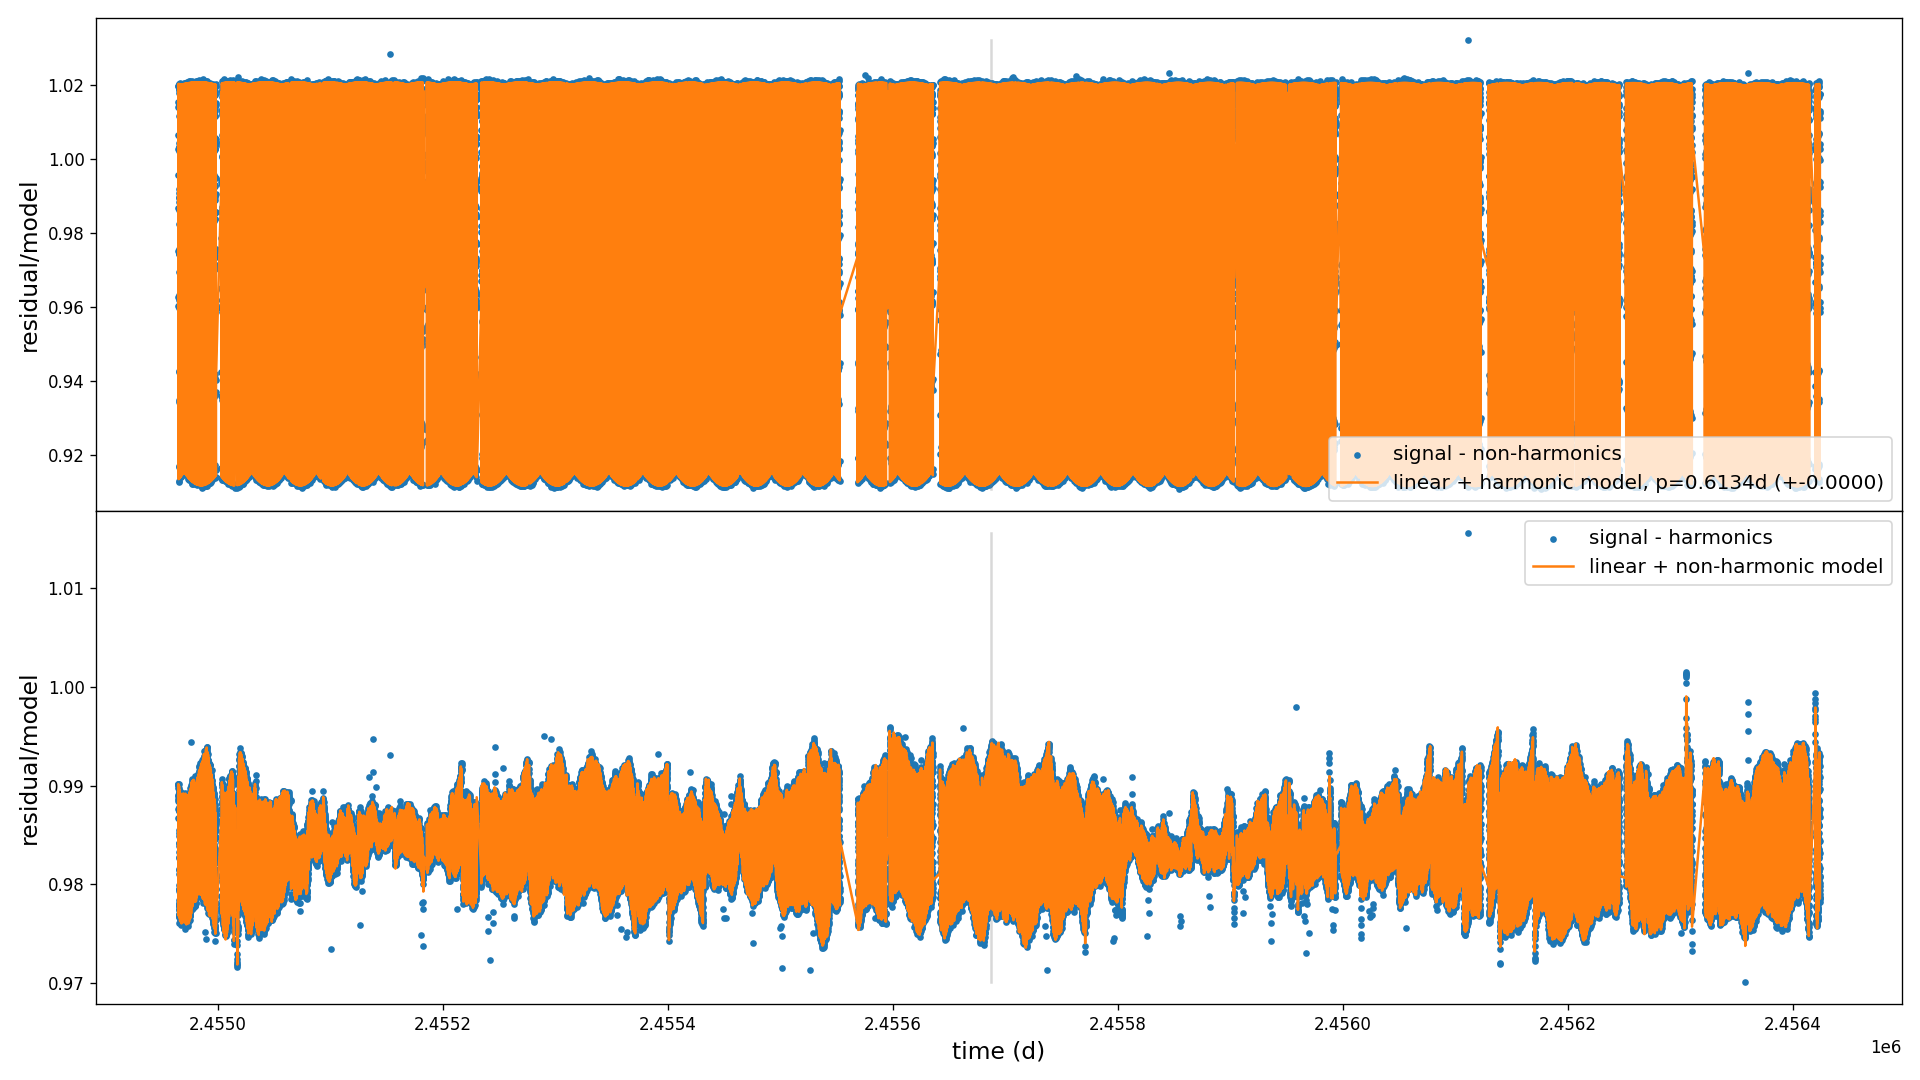 1.02
1.00
0.98
0.96
0.94
0.92
residual/model
signal - non-harmonics
linear + harmonic model, p=0.6134d (+-0.0000)
signal - harmonics
linear + non-harmonic model
1.01
1.00
0.99
0.98
0.97
residual/model
2.4550 2.4552 2.4554 2.4556 2.4558 2.4560 2.4562 2.4564
time (d)
1e6